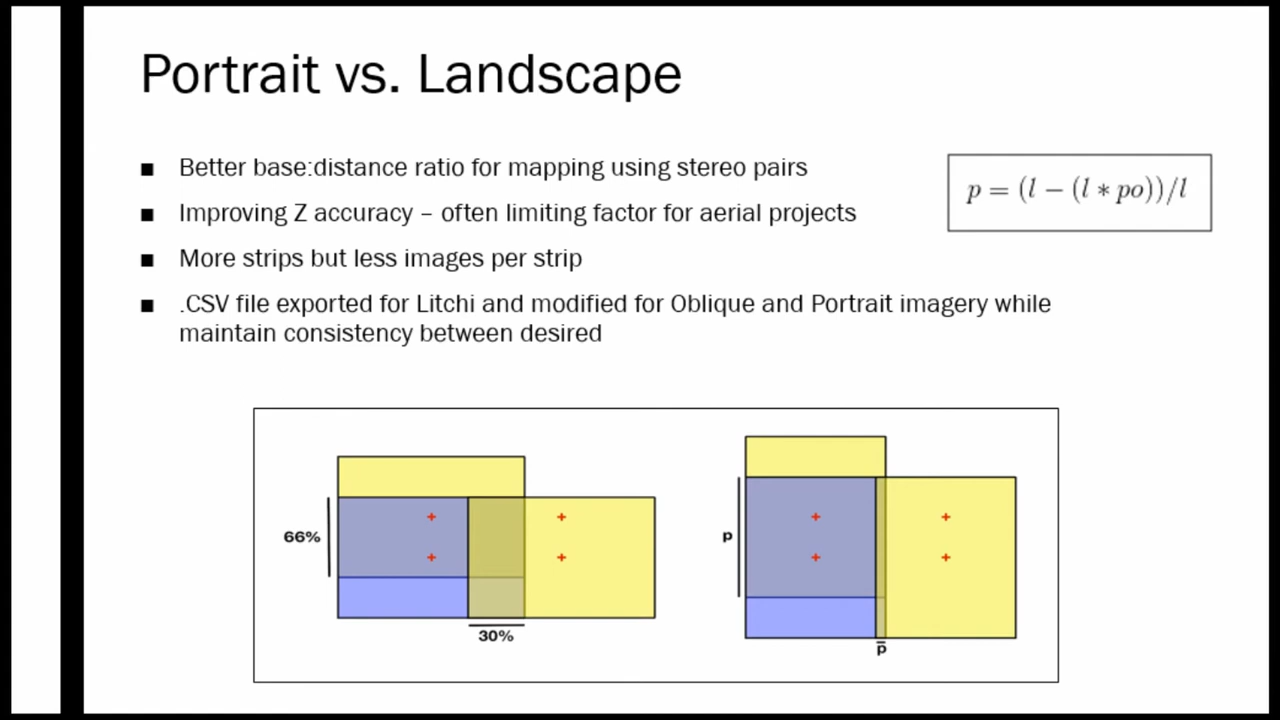 Portrait vs. Landscape
■ Better base:distance ratio for mapping using stereo pairs
■ Improving Z accuracy – often limiting factor for aerial projects
■ More strips but less images per strip
■ .CSV file exported for Litchi and modified for Oblique and Portrait imagery while
maintain consistency between desired
p = (l − (l ∗ po))/l
66%
30%
p
p̄